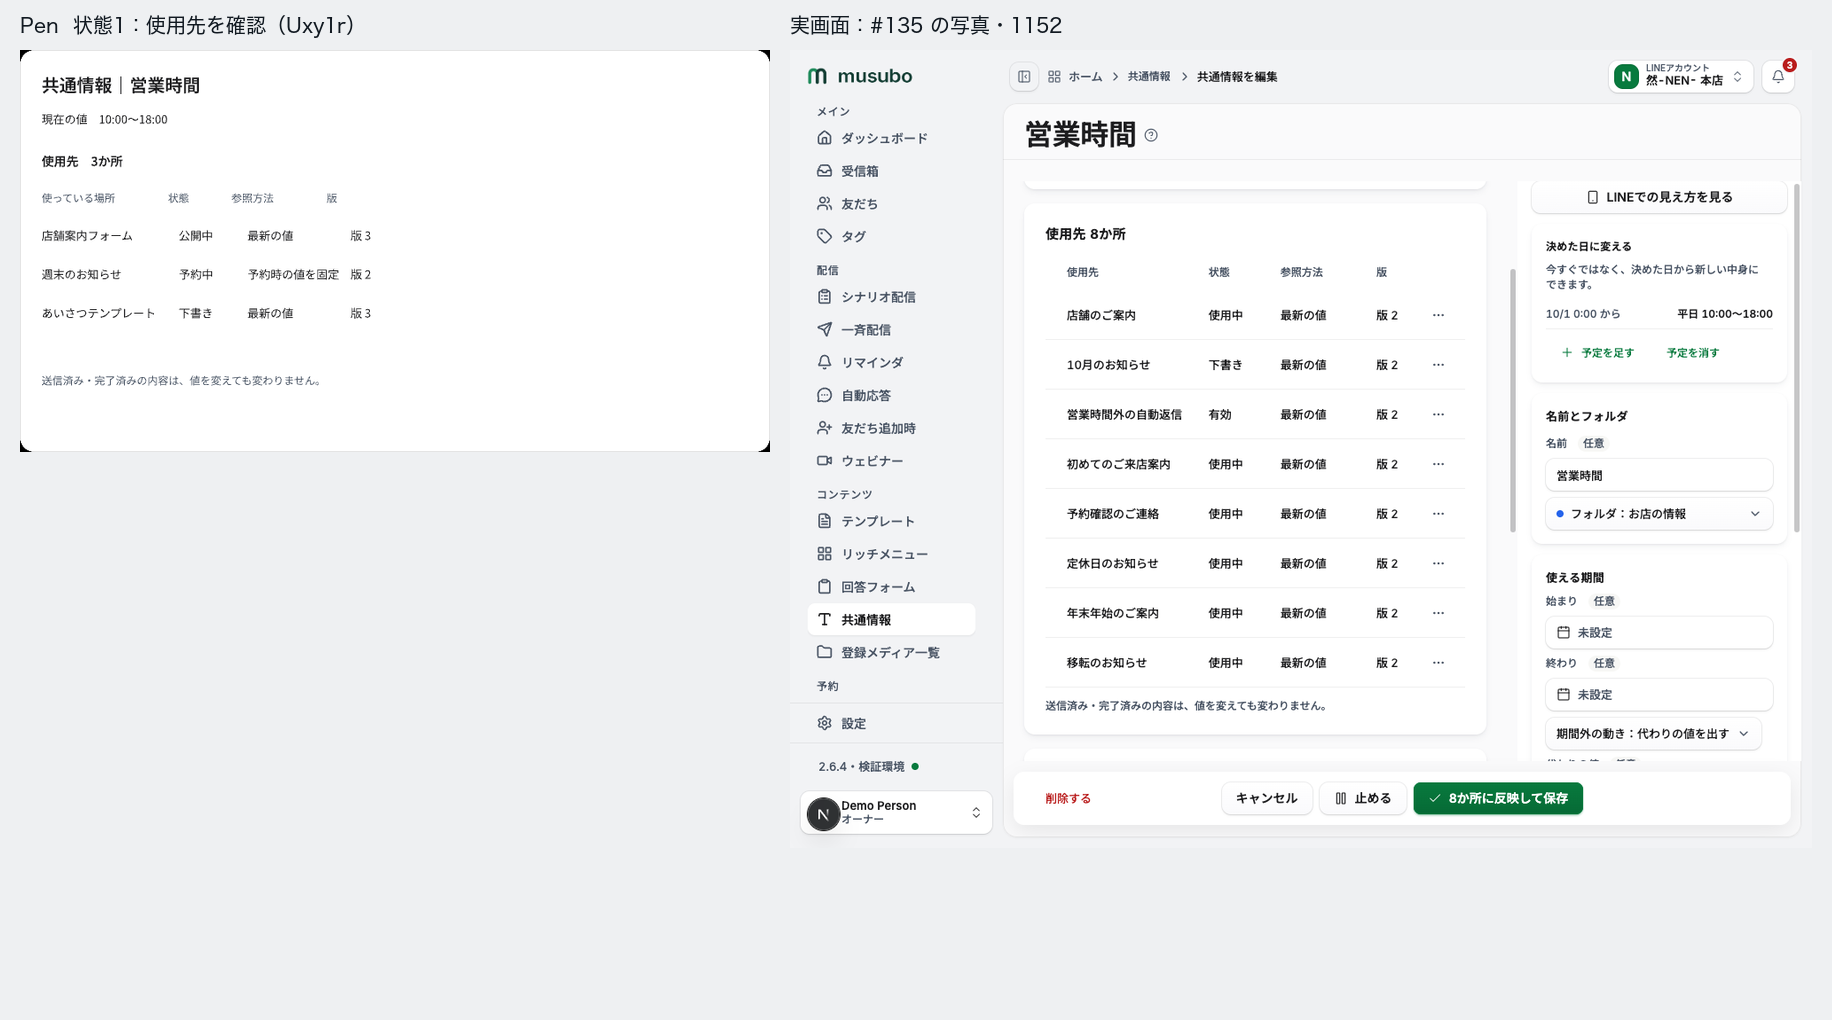 Pen 状態1：使用先を確認（Uxy1r）
共通情報｜営業時間
現在の値 10:00〜18:00
使用先 3か所
使っている場所 状態 参照方法 版
店舗案内フォーム 公開中 最新の値 版 3
週末のお知らせ 予約中 予約時の値を固定 版 2
あいさつテンプレート 下書き 最新の値 版 3
送信済み・完了済みの内容は、値を変えても変わりません。
実画面：#135 の写真・1152
musubo
メイン
ダッシュボード
受信箱
友だち
タグ
配信
シナリオ配信
一斉配信
リマインダ
自動応答
友だち追加時
ウェビナー
コンテンツ
テンプレート
リッチメニュー
回答フォーム
共通情報
登録メディア一覧
予約
設定
2.6.4・検証環境
N
Demo Person
オーナー
ホーム 共通情報 共通情報を編集
N
LINEアカウント
然-NEN- 本店
3
営業時間
使用先 8か所
使用先 状態 参照方法 版
店舗のご案内 使用中 最新の値 版 2
10月のお知らせ 下書き 最新の値 版 2
営業時間外の自動返信 有効 最新の値 版 2
初めてのご来店案内 使用中 最新の値 版 2
予約確認のご連絡 使用中 最新の値 版 2
定休日のお知らせ 使用中 最新の値 版 2
年末年始のご案内 使用中 最新の値 版 2
移転のお知らせ 使用中 最新の値 版 2
送信済み・完了済みの内容は、値を変えても変わりません。
LINEでの見え方を見る
決めた日に変える
今すぐではなく、決めた日から新しい中身に
できます。
10/1 0:00 から 平日 10:00〜18:00
予定を足す 予定を消す
名前とフォルダ
名前 任意
営業時間
フォルダ：お店の情報
使える期間
始まり 任意
未設定
終わり 任意
未設定
期間外の動き：代わりの値を出す
削除する キャンセル 止める 8か所に反映して保存